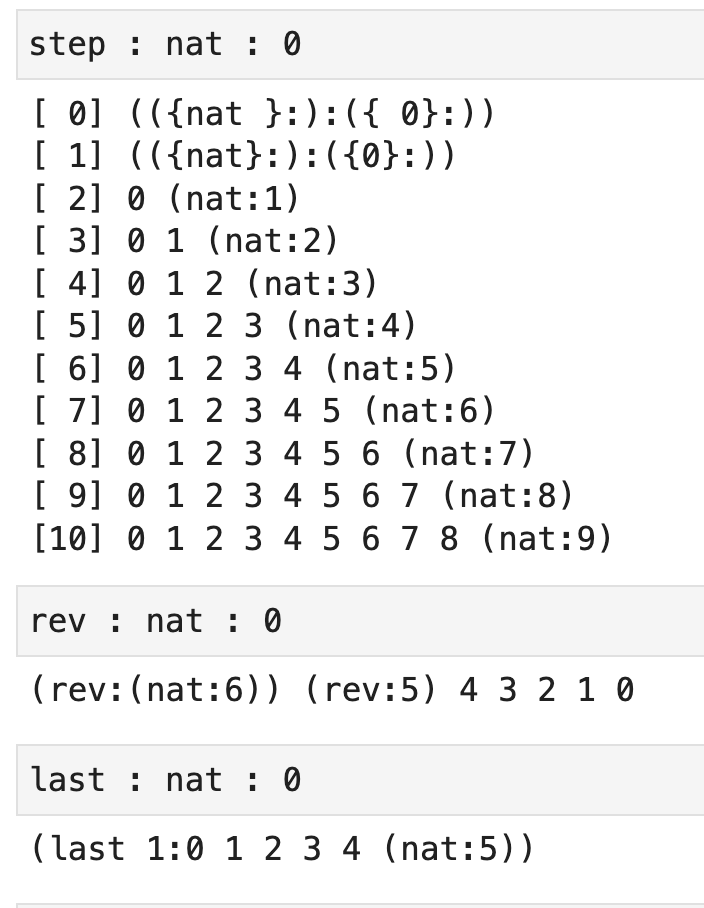 step : nat : 0
[ 0] (({nat }:):({ 0}:))
[ 1] (({nat}:):({0}:))
[ 2] 0 (nat:1)
[ 3] 0 1 (nat:2)
[ 4] 0 1 2 (nat:3)
[ 5] 0 1 2 3 (nat:4)
[ 6] 0 1 2 3 4 (nat:5)
[ 7] 0 1 2 3 4 5 (nat:6)
[ 8] 0 1 2 3 4 5 6 (nat:7)
[ 9] 0 1 2 3 4 5 6 7 (nat:8)
[10] 0 1 2 3 4 5 6 7 8 (nat:9)
rev : nat : 0
(rev:(nat:6)) (rev:5) 4 3 2 1 0
last : nat : 0
(last 1:0 1 2 3 4 (nat:5))